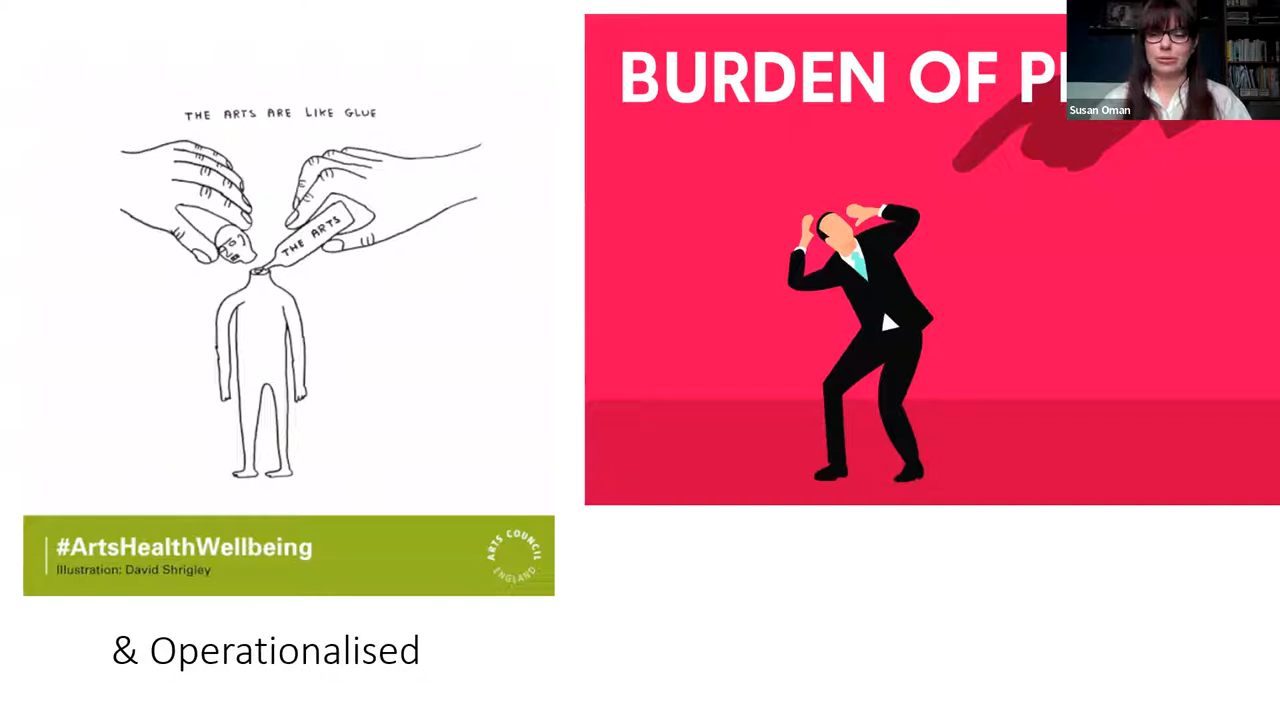 THE ARTS ARE LIKE GLUE
THE ARTS
#ArtsHealthWellbeing
Illustration: David Shrigley
ARTS COUNCIL
ENGLAND
& Operationalised
BURDEN OF
Susan Oman